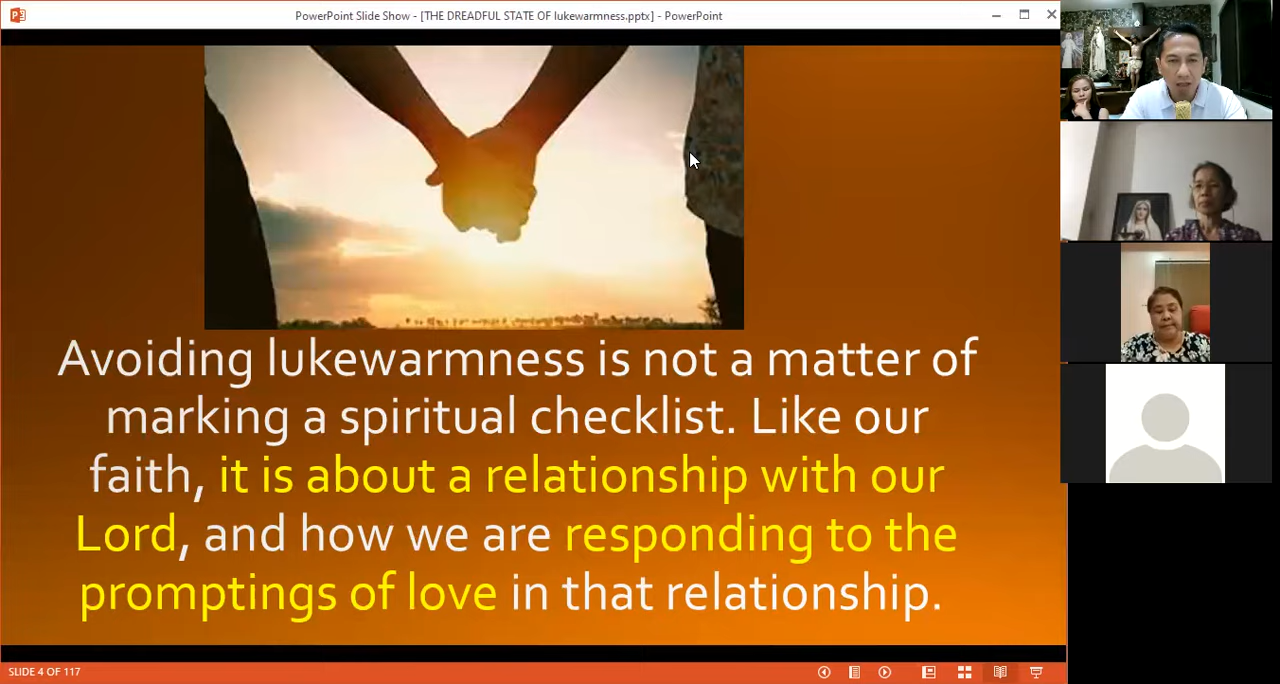 PowerPoint Slide Show - [THE DREADFUL STATE OF lukewarmness.pptx] - PowerPoint
Avoiding lukewarmness is not a matter of
marking a spiritual checklist. Like our
faith, it is about a relationship with our
Lord, and how we are responding to the
promptings of love in that relationship.
SLIDE 4 OF 117